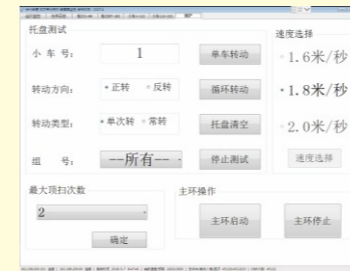 托盘测试
小 车 号: 1 单车转动
转动方向: 正转 反转 循环转动
转动类型: 单次转 常转 托盘清空
组 号: --所有-- 停止测试
速度选择
1.6米/秒
1.8米/秒
2.0米/秒
速度选择
最大顶扫次数
2
确定
主环操作
主环启动 主环停止